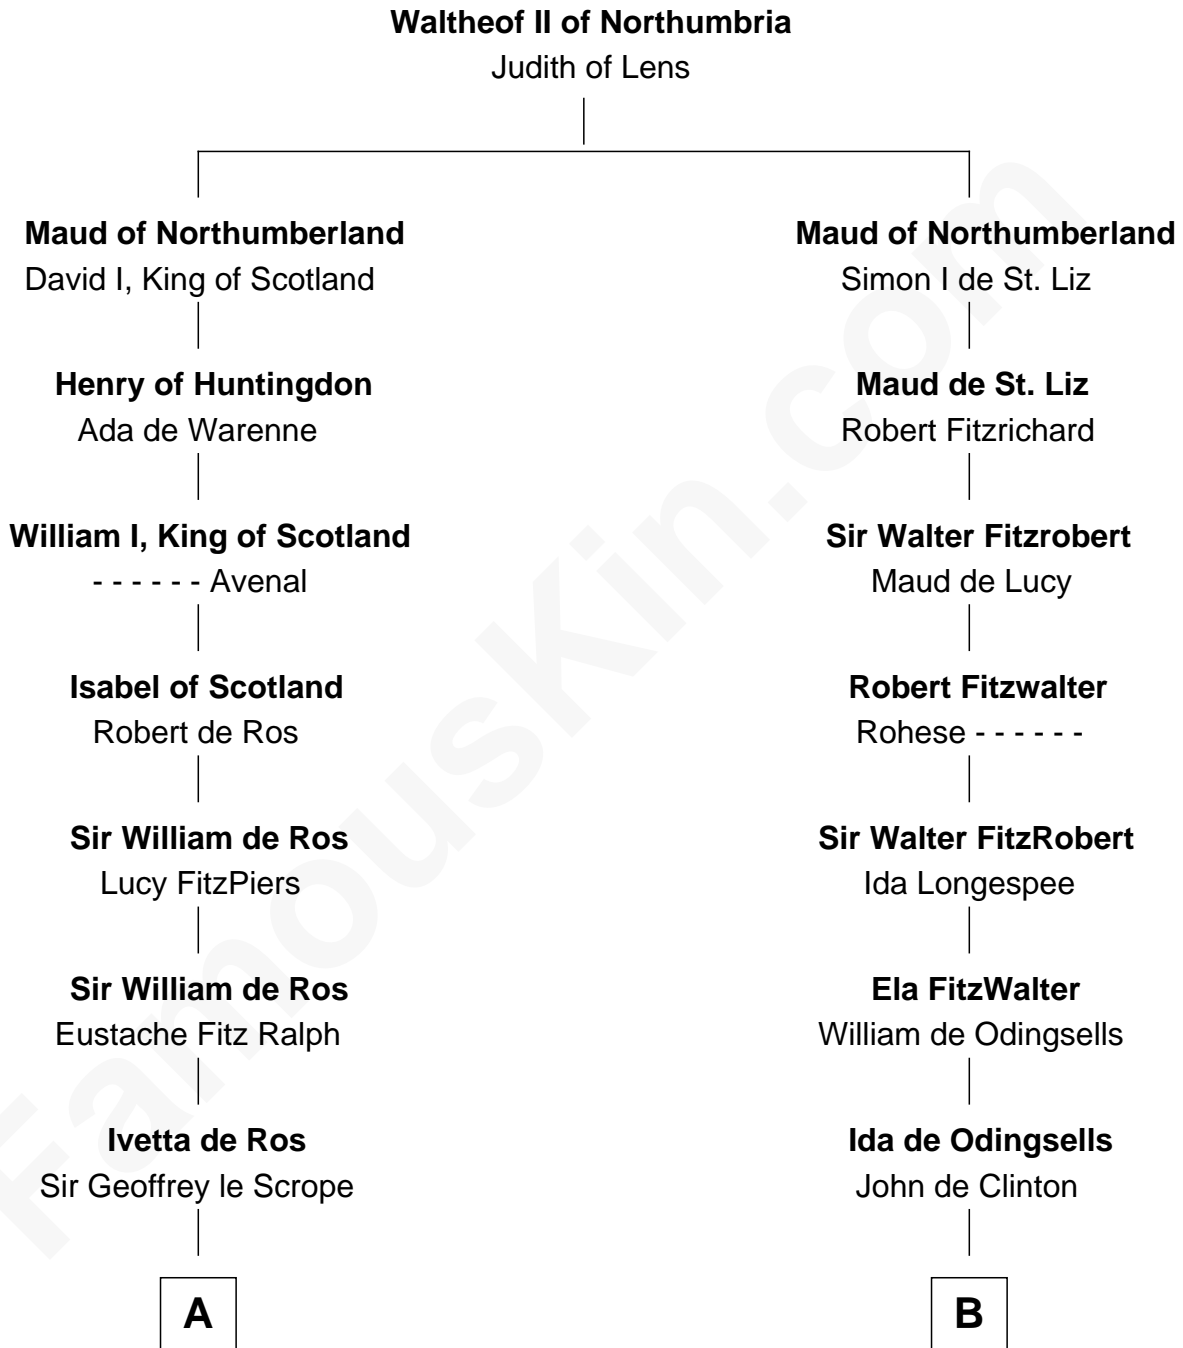 Waltheof II of Northumbria
Judith of Lens
Maud of Northumberland
David I, King of Scotland
Henry of Huntingdon
Ada de Warenne
William I, King of Scotland
- - - - - - Avenal
Isabel of Scotland
Robert de Ros
Sir William de Ros
Lucy FitzPiers
Sir William de Ros
Eustache Fitz Ralph
Ivetta de Ros
Sir Geoffrey le Scrope
A
Maud of Northumberland
Simon I de St. Liz
Maud de St. Liz
Robert Fitzrichard
Sir Walter Fitzrobert
Maud de Lucy
Robert Fitzwalter
Rohese - - - - - -
Sir Walter FitzRobert
Ida Longespee
Ela FitzWalter
William de Odingsells
Ida de Odingsells
John de Clinton
B
FamousKin.com